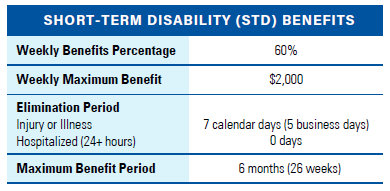 SHORT-TERM DISABILITY (STD) BENEFITS
Weekly Benefits Percentage 60%
Weekly Maximum Benefit $2,000
Elimination Period
Injury or Illness 7 calendar days (5 business days)
Hospitalized (24+ hours) 0 days
Maximum Benefit Period 6 months (26 weeks)